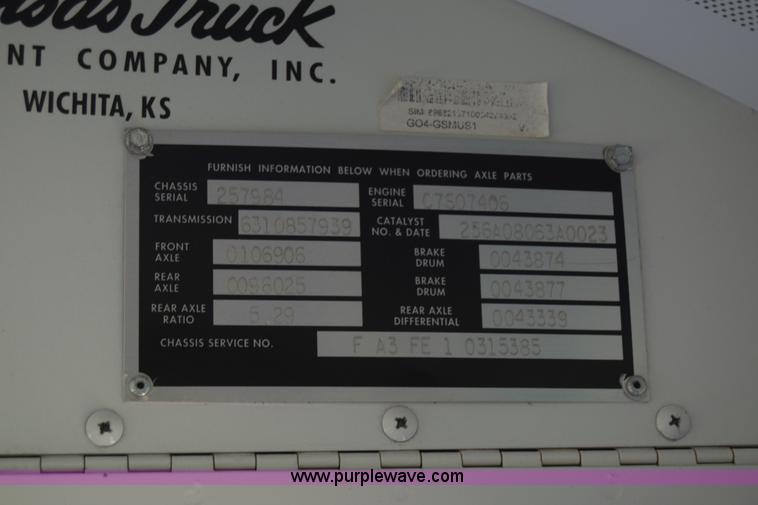 Truck
NT COMPANY, INC.
WICHITA, KS
GO4-GSMUS1
FURNISH INFORMATION BELOW WHEN ORDERING AXLE PARTS
CHASSIS SERIAL 257984 ENGINE SERIAL C7S07406
TRANSMISSION 6310857939 CATALYST NO. & DATE 256A08063A0023
FRONT AXLE 0106906 BRAKE DRUM 0043874
REAR AXLE 0098025 BRAKE DRUM 0043877
REAR AXLE RATIO 5.29 REAR AXLE DIFFERENTIAL 0043339
CHASSIS SERVICE NO. F A3 FE 1 0315385
www.purplewave.com